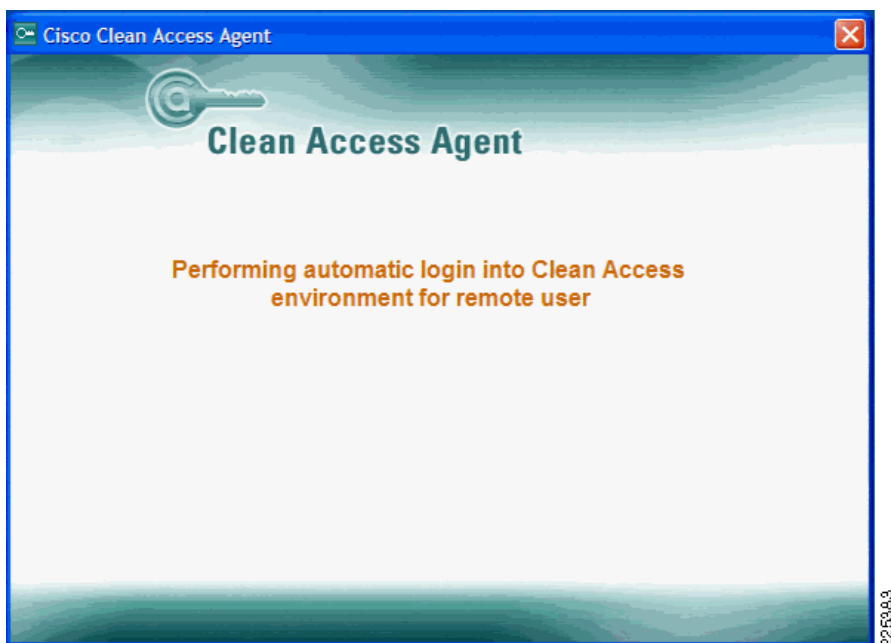 Cisco Clean Access Agent
Clean Access Agent
Performing automatic login into Clean Access
environment for remote user